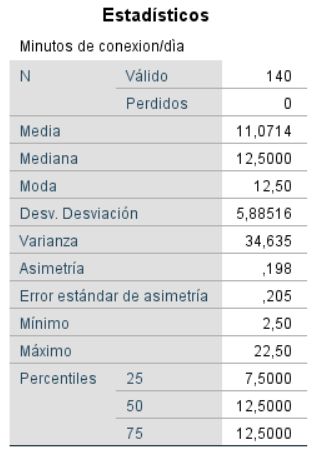 Estadísticos
Minutos de conexion/dìa
N Válido 140
Perdidos 0
Media 11,0714
Mediana 12,5000
Moda 12,50
Desv. Desviación 5,88516
Varianza 34,635
Asimetría ,198
Error estándar de asimetría ,205
Mínimo 2,50
Máximo 22,50
Percentiles 25 7,5000
50 12,5000
75 12,5000